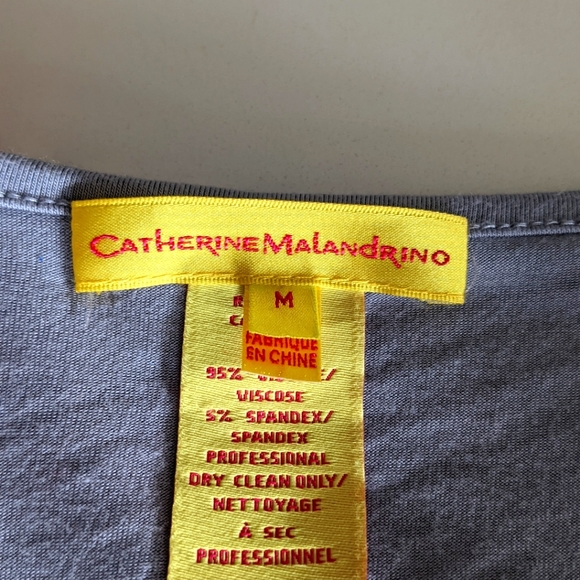 CATHERINE MALANDRINO
M
FABRIQUE
EN CHINE
95%
VISCOSE
5% SPANDEX/
SPANDEX
PROFESSIONAL
DRY CLEAN ONLY/
NETTOYAGE
À SEC
PROFESSIONNEL